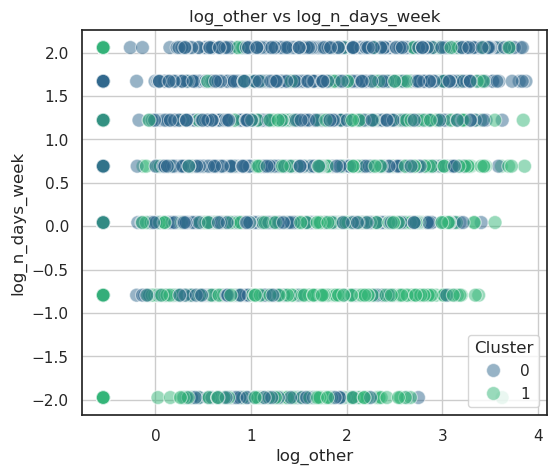 log_other vs log_n_days_week
log_n_days_week
2.0
1.5
1.0
0.5
0.0
−0.5
−1.0
−1.5
−2.0
Cluster
0
1
0 1 2 3 4
log_other